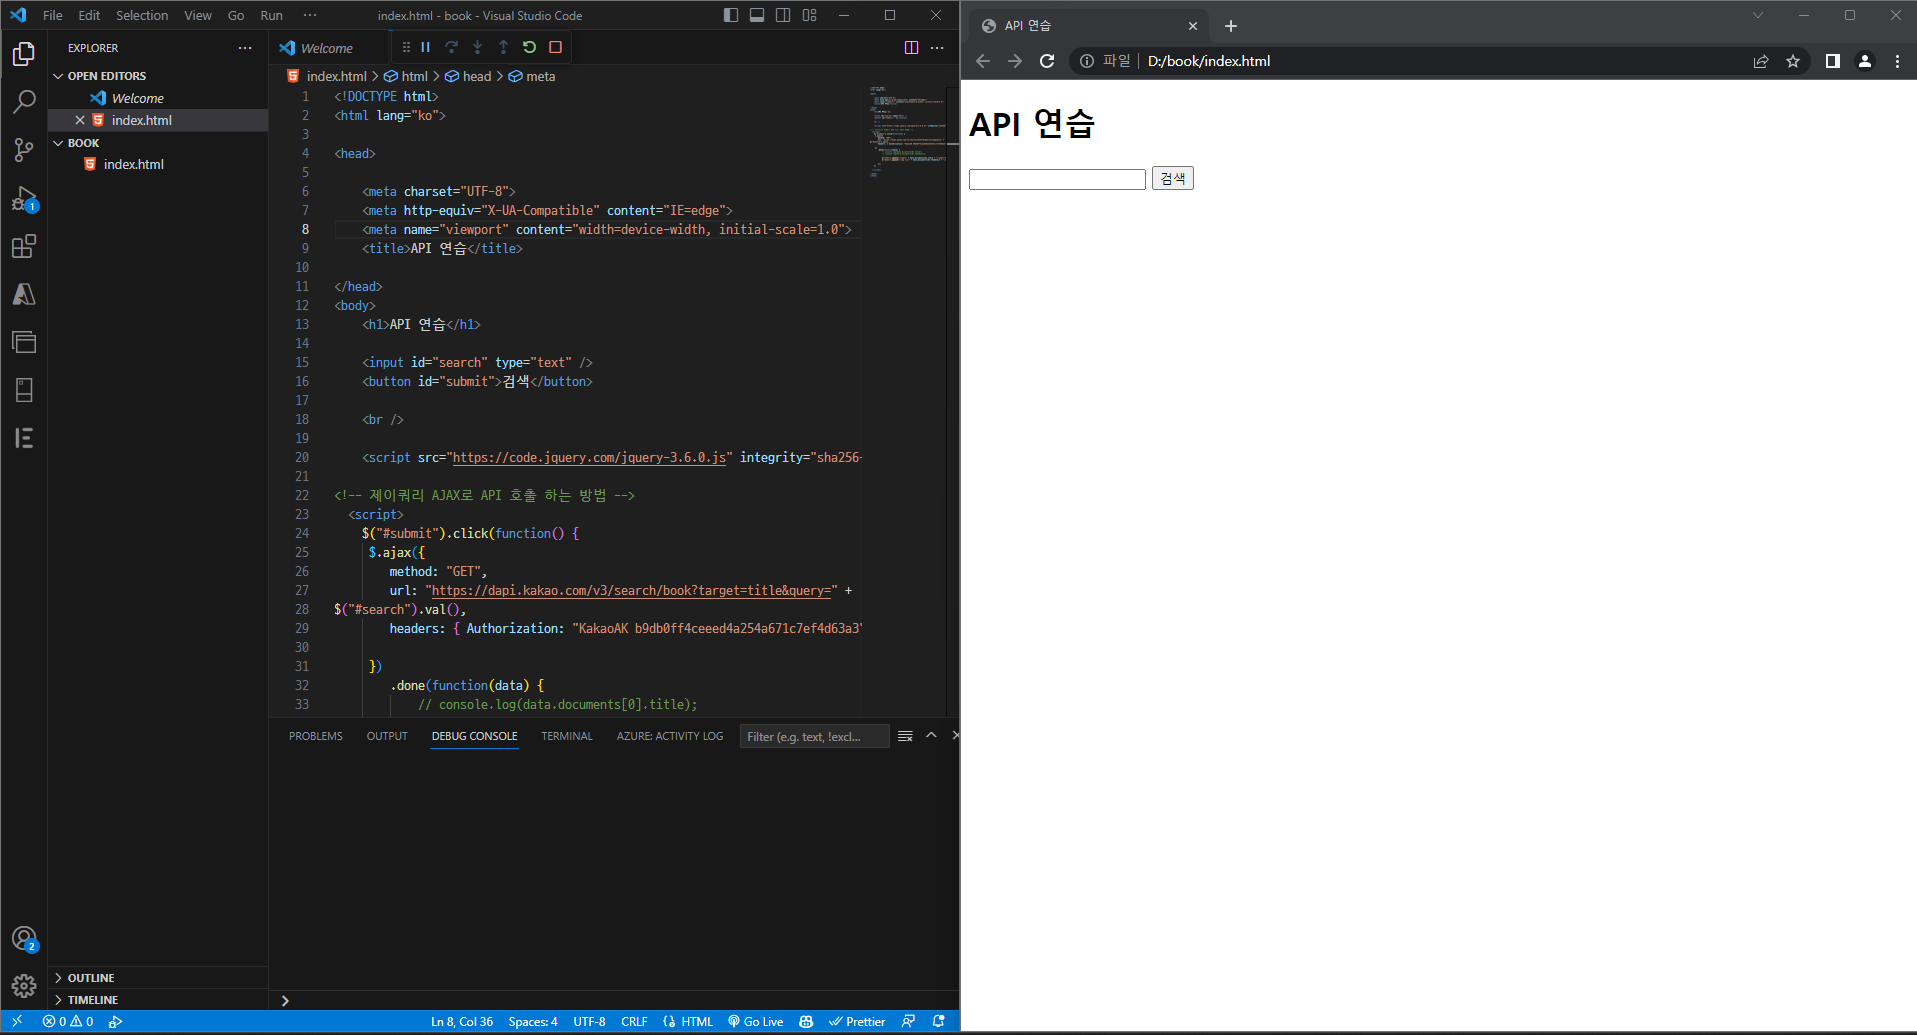 File Edit Selection View Go Run ··· index.html - book - Visual Studio Code
EXPLORER ···
OPEN EDITORS
Welcome
index.html
BOOK
index.html
1
OUTLINE
TIMELINE
2
Welcome
index.html > html > head > meta
1 <!DOCTYPE html>
2 <html lang="ko">
3
4 <head>
5
6 <meta charset="UTF-8">
7 <meta http-equiv="X-UA-Compatible" content="IE=edge">
8 <meta name="viewport" content="width=device-width, initial-scale=1.0">
9 <title>API 연습</title>
10
11 </head>
12 <body>
13 <h1>API 연습</h1>
14
15 <input id="search" type="text" />
16 <button id="submit">검색</button>
17
18 <br />
19
20 <script src="https://code.jquery.com/jquery-3.6.0.js" integrity="sha256-
21
22 <!-- 제이쿼리 AJAX로 API 호출 하는 방법 -->
23 <script>
24 $("#submit").click(function() {
25 $.ajax({
26 method: "GET",
27 url: "https://dapi.kakao.com/v3/search/book?target=title&query=" +
28 $("#search").val(),
29 headers: { Authorization: "KakaoAK b9db0ff4ceeed4a254a671c7ef4d63a3"
30
31 })
32 .done(function(data) {
33 // console.log(data.documents[0].title);
PROBLEMS OUTPUT DEBUG CONSOLE TERMINAL AZURE: ACTIVITY LOG Filter (e.g. text, !excl...
0 0 Ln 8, Col 36 Spaces: 4 UTF-8 CRLF HTML Go Live Prettier
API 연습
파일 | D:/book/index.html
API 연습
검색